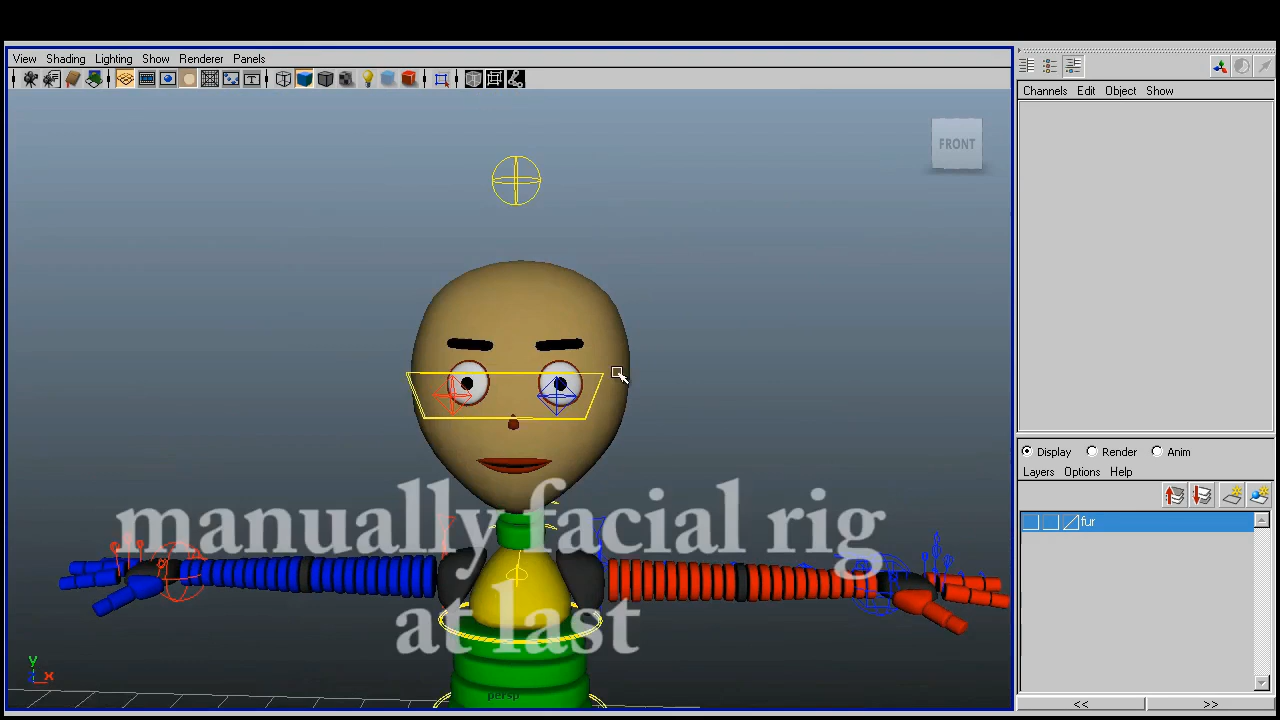 View Shading Lighting Show Renderer Panels
Channels Edit Object Show
FRONT
manually facial rig
at last
Display Render Anim
Layers Options Help
fur
y
x
persp
<< >>